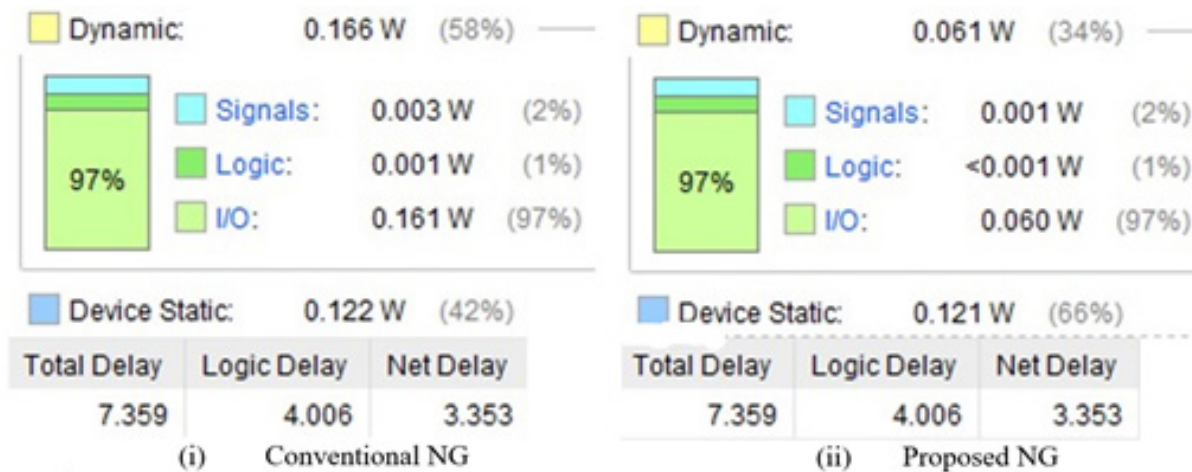 Dynamic: 0.166 W (58%)
97%
Signals: 0.003 W (2%)
Logic: 0.001 W (1%)
I/O: 0.161 W (97%)
Device Static: 0.122 W (42%)
Total Delay Logic Delay Net Delay
7.359 4.006 3.353
(i) Conventional NG
Dynamic: 0.061 W (34%)
97%
Signals: 0.001 W (2%)
Logic: <0.001 W (1%)
I/O: 0.060 W (97%)
Device Static: 0.121 W (66%)
Total Delay Logic Delay Net Delay
7.359 4.006 3.353
(ii) Proposed NG